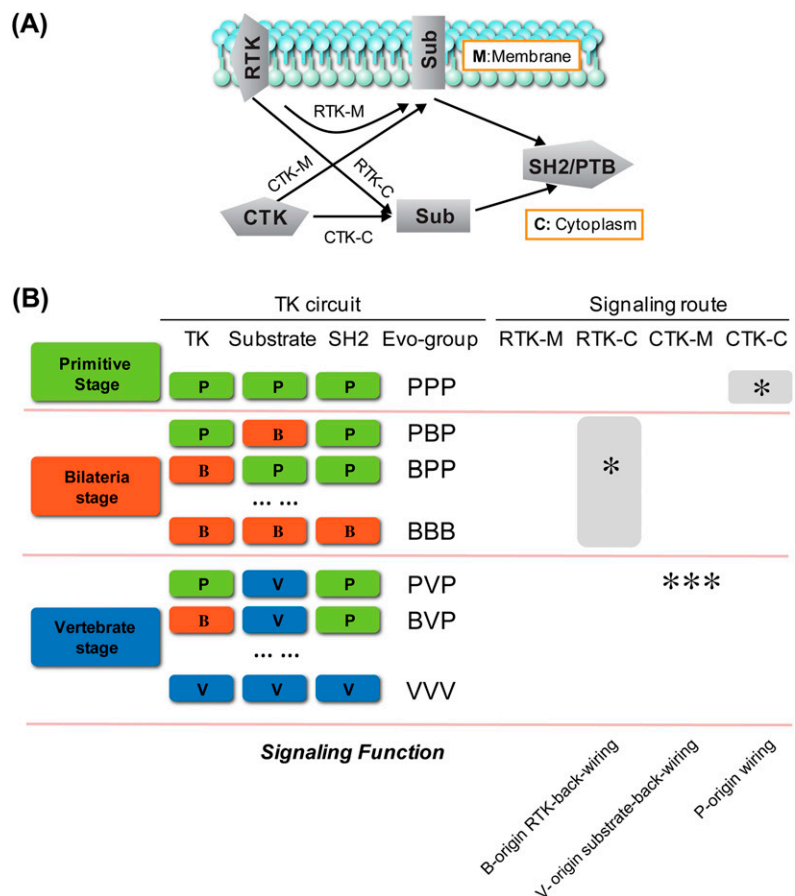 (A)
RTK
Sub
M:Membrane
RTK-M
CTK-M
RTK-C
SH2/PTB
CTK
Sub
CTK-C
C: Cytoplasm
(B)
TK circuit Signaling route
TK Substrate SH2 Evo-group RTK-M RTK-C CTK-M CTK-C
Primitive
Stage
P P P PPP *
P B P PBP
Bilateria
stage
B P P BPP *
... ...
B B B BBB
P V P PVP ***
Vertebrate
stage
B V P BVP
... ...
V V V VVV
Signaling Function
B-origin RTK-back-wiring
V- origin substrate-back-wiring
P-origin wiring